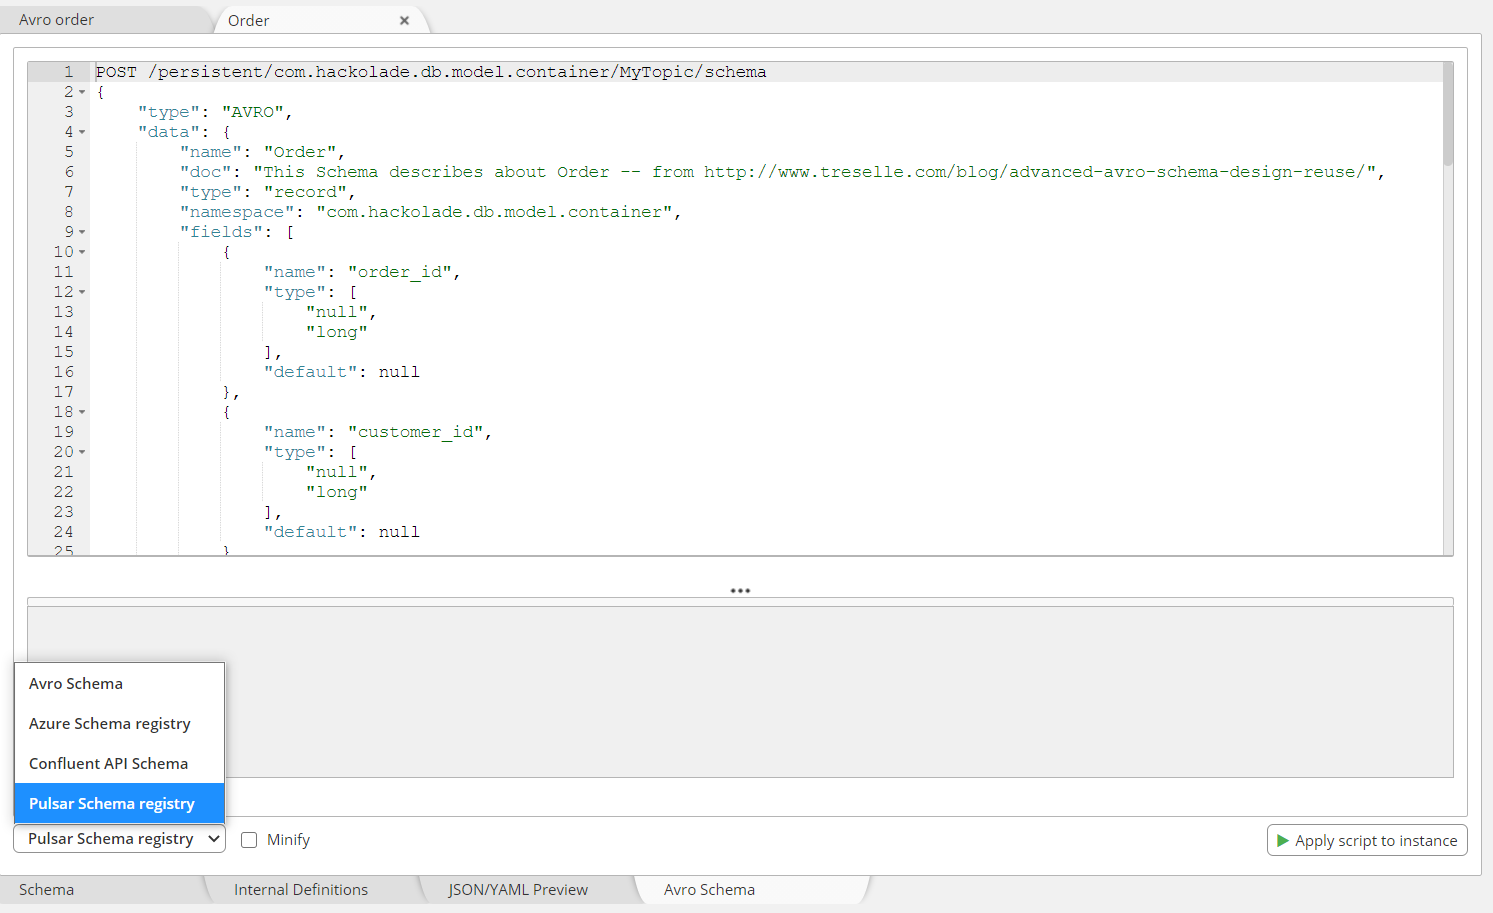 Avro order
Order
1 POST /persistent/com.hackolade.db.model.container/MyTopic/schema
2 {
3 "type": "AVRO",
4 "data": {
5 "name": "Order",
6 "doc": "This Schema describes about Order -- from http://www.treselle.com/blog/advanced-avro-schema-design-reuse/",
7 "type": "record",
8 "namespace": "com.hackolade.db.model.container",
9 "fields": [
10 {
11 "name": "order_id",
12 "type": [
13 "null",
14 "long"
15 ],
16 "default": null
17 },
18 {
19 "name": "customer_id",
20 "type": [
21 "null",
22 "long"
23 ],
24 "default": null
25 }
Avro Schema
Azure Schema registry
Confluent API Schema
Pulsar Schema registry
Pulsar Schema registry
Minify
Apply script to instance
Schema
Internal Definitions
JSON/YAML Preview
Avro Schema